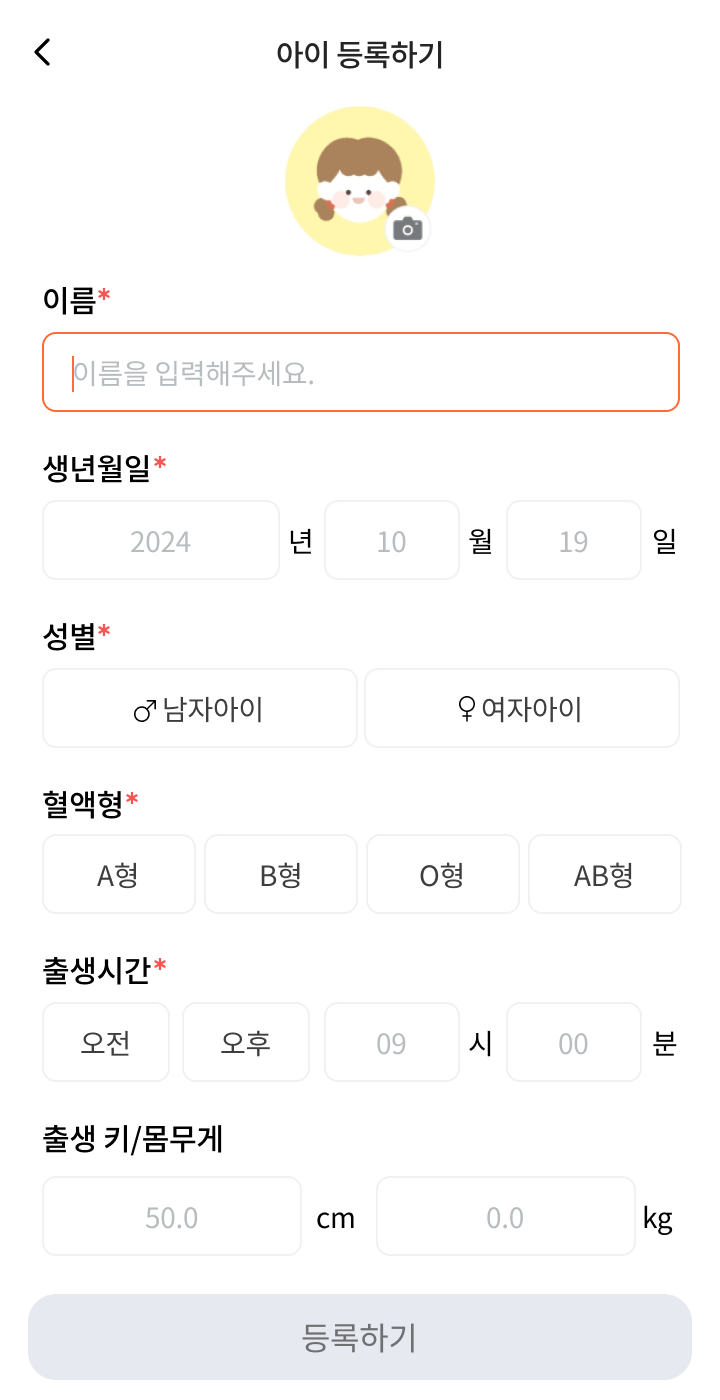 아이 등록하기
이름*
이름을 입력해주세요.
생년월일*
2024 년 10 월 19 일
성별*
♂ 남자아이 ♀ 여자아이
혈액형*
A형 B형 O형 AB형
출생시간*
오전 오후 09 시 00 분
출생 키/몸무게
50.0 cm 0.0 kg
등록하기